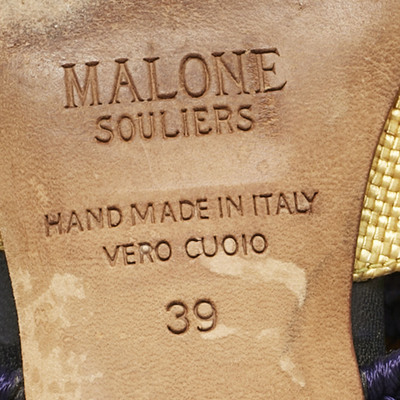 MALONE
SOULIERS
HAND MADE IN ITALY
VERO CUOIO
39